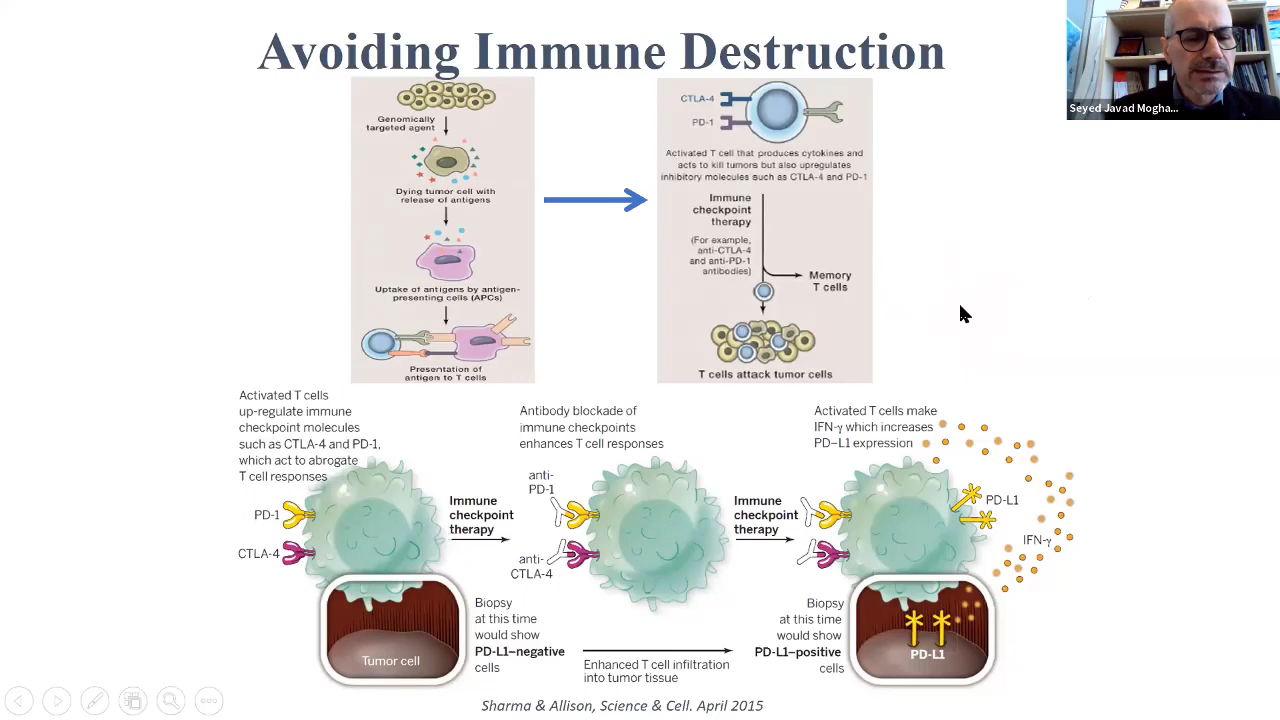 Avoiding Immune Destruction
Seyed Javad Mogha...
Genomically
targeted agent
Dying tumor cell with
release of antigens
Uptake of antigens by antigen-
presenting cells (APCs)
Presentation of
antigen to T cells
CTLA-4
PD-1
Activated T cell that produces cytokines and
acts to kill tumors but also upregulates
inhibitory molecules such as CTLA-4 and PD-1
Immune
checkpoint
therapy
(For example,
anti-CTLA-4
and anti-PD-1
antibodies)
Memory
T cells
T cells attack tumor cells
Activated T cells
up-regulate immune
checkpoint molecules
such as CTLA-4 and PD-1,
which act to abrogate
T cell responses
PD-1
CTLA-4
Tumor cell
Immune
checkpoint
therapy
Biopsy
at this time
would show
PD-L1–negative
cells
Antibody blockade of
immune checkpoints
enhances T cell responses
anti-
PD-1
anti-
CTLA-4
Enhanced T cell infiltration
into tumor tissue
Immune
checkpoint
therapy
Activated T cells make
IFN-γ which increases
PD–L1 expression
PD-L1
IFN-γ
Biopsy
at this time
would show
PD-L1–positive
cells
PD-L1
Sharma & Allison, Science & Cell. April 2015